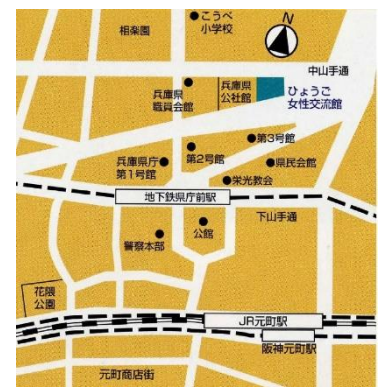 こうべ
小学校
N
相楽園
中山手通
兵庫県
職員会館
兵庫県
公社館
ひょうご
女性交流館
第3号館
第2号館
兵庫県庁
第1号館
県民会館
栄光教会
地下鉄県庁前駅
下山手通
公館
警察本部
花隈
公園
JR元町駅
阪神元町駅
元町商店街